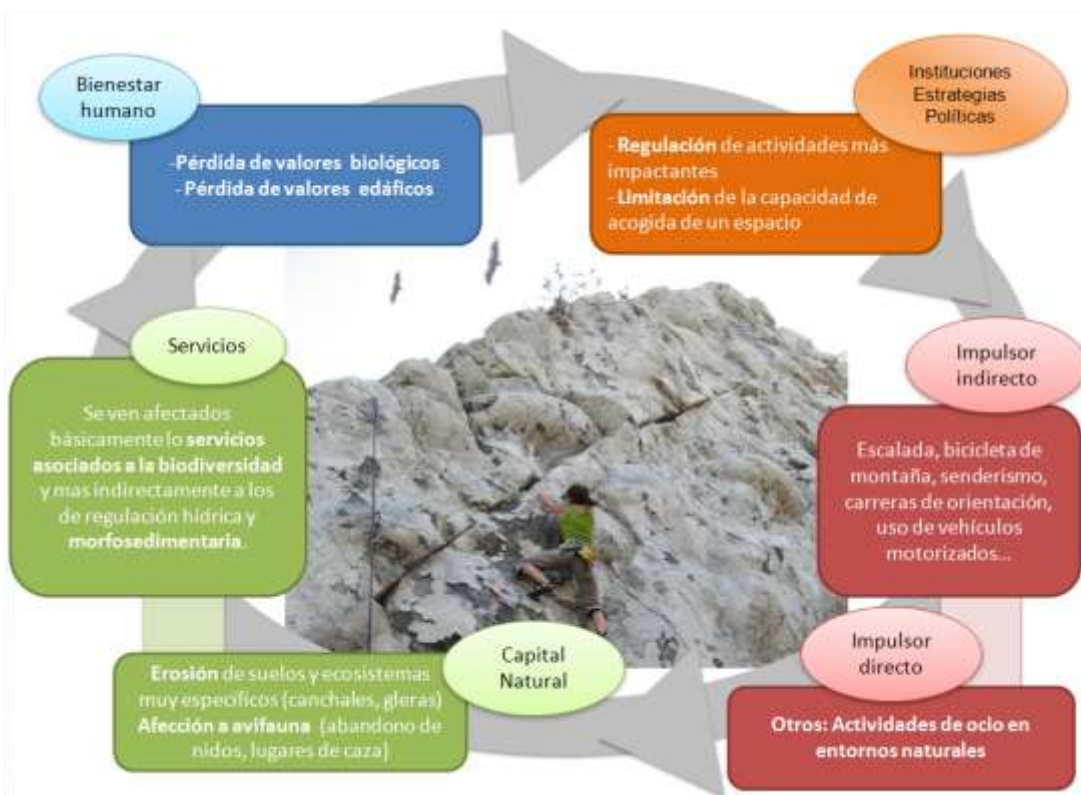 Bienestar
humano
-Pérdida de valores biológicos
- Pérdida de valores edáficos
Instituciones
Estrategias
Políticas
- Regulación de actividades más
impactantes
- Limitación de la capacidad de
acogida de un espacio
Servicios
Se ven afectados
básicamente lo servicios
asociados a la biodiversidad
y mas indirectamente a los
de regulación hídrica y
morfosedimentaria.
Impulsor
indirecto
Escalada, bicicleta de
montaña, senderismo,
carreras de orientación,
uso de vehículos
motorizados...
Capital
Natural
Erosión de suelos y ecosistemas
muy específicos (canchales, gleras)
Afección a avifauna (abandono de
nidos, lugares de caza)
Impulsor
directo
Otros: Actividades de ocio en
entornos naturales